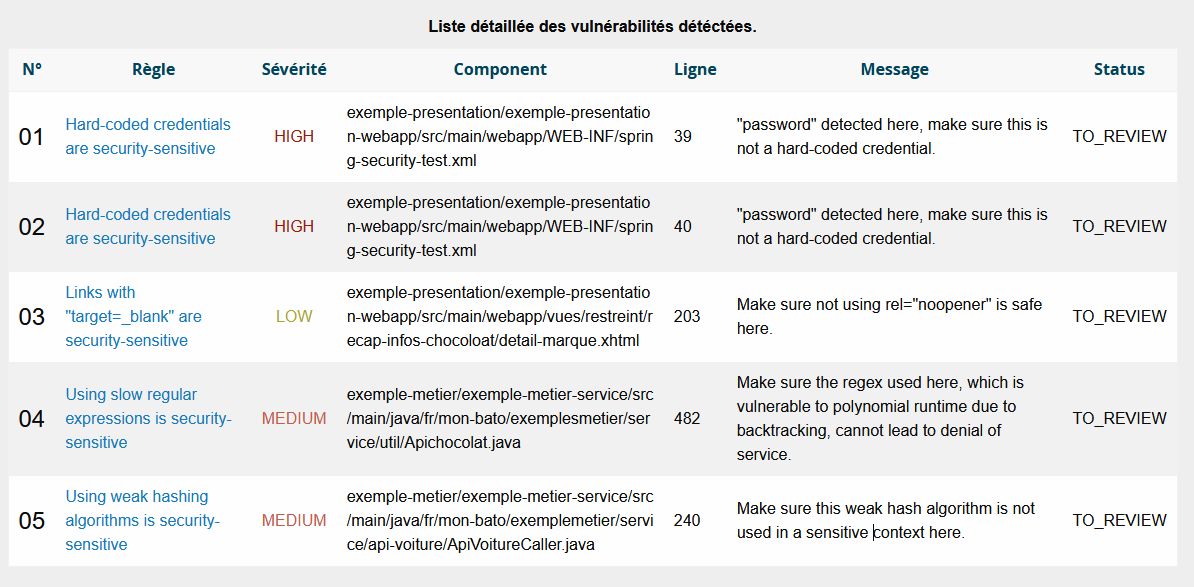 Liste détaillée des vulnérabilités détéctées.
N° Règle Sévérité Component Ligne Message Status
01
Hard-coded credentials
are security-sensitive
HIGH
exemple-presentation/exemple-presentatio
n-webapp/src/main/webapp/WEB-INF/sprin
g-security-test.xml
39
"password" detected here, make sure this is
not a hard-coded credential.
TO_REVIEW
02
Hard-coded credentials
are security-sensitive
HIGH
exemple-presentation/exemple-presentatio
n-webapp/src/main/webapp/WEB-INF/sprin
g-security-test.xml
40
"password" detected here, make sure this is
not a hard-coded credential.
TO_REVIEW
03
Links with
"target=_blank" are
security-sensitive
LOW
exemple-presentation/exemple-presentatio
n-webapp/src/main/webapp/vues/restreint/r
ecap-infos-chocoloat/detail-marque.xhtml
203
Make sure not using rel="noopener" is safe
here.
TO_REVIEW
04
Using slow regular
expressions is security-
sensitive
MEDIUM
exemple-metier/exemple-metier-service/src
/main/java/fr/mon-bato/exemplesmetier/ser
vice/util/Apichocolat.java
482
Make sure the regex used here, which is
vulnerable to polynomial runtime due to
backtracking, cannot lead to denial of
service.
TO_REVIEW
05
Using weak hashing
algorithms is security-
sensitive
MEDIUM
exemple-metier/exemple-metier-service/src
/main/java/fr/mon-bato/exemplemetier/servi
ce/api-voiture/ApiVoitureCaller.java
240
Make sure this weak hash algorithm is not
used in a sensitive context here.
TO_REVIEW